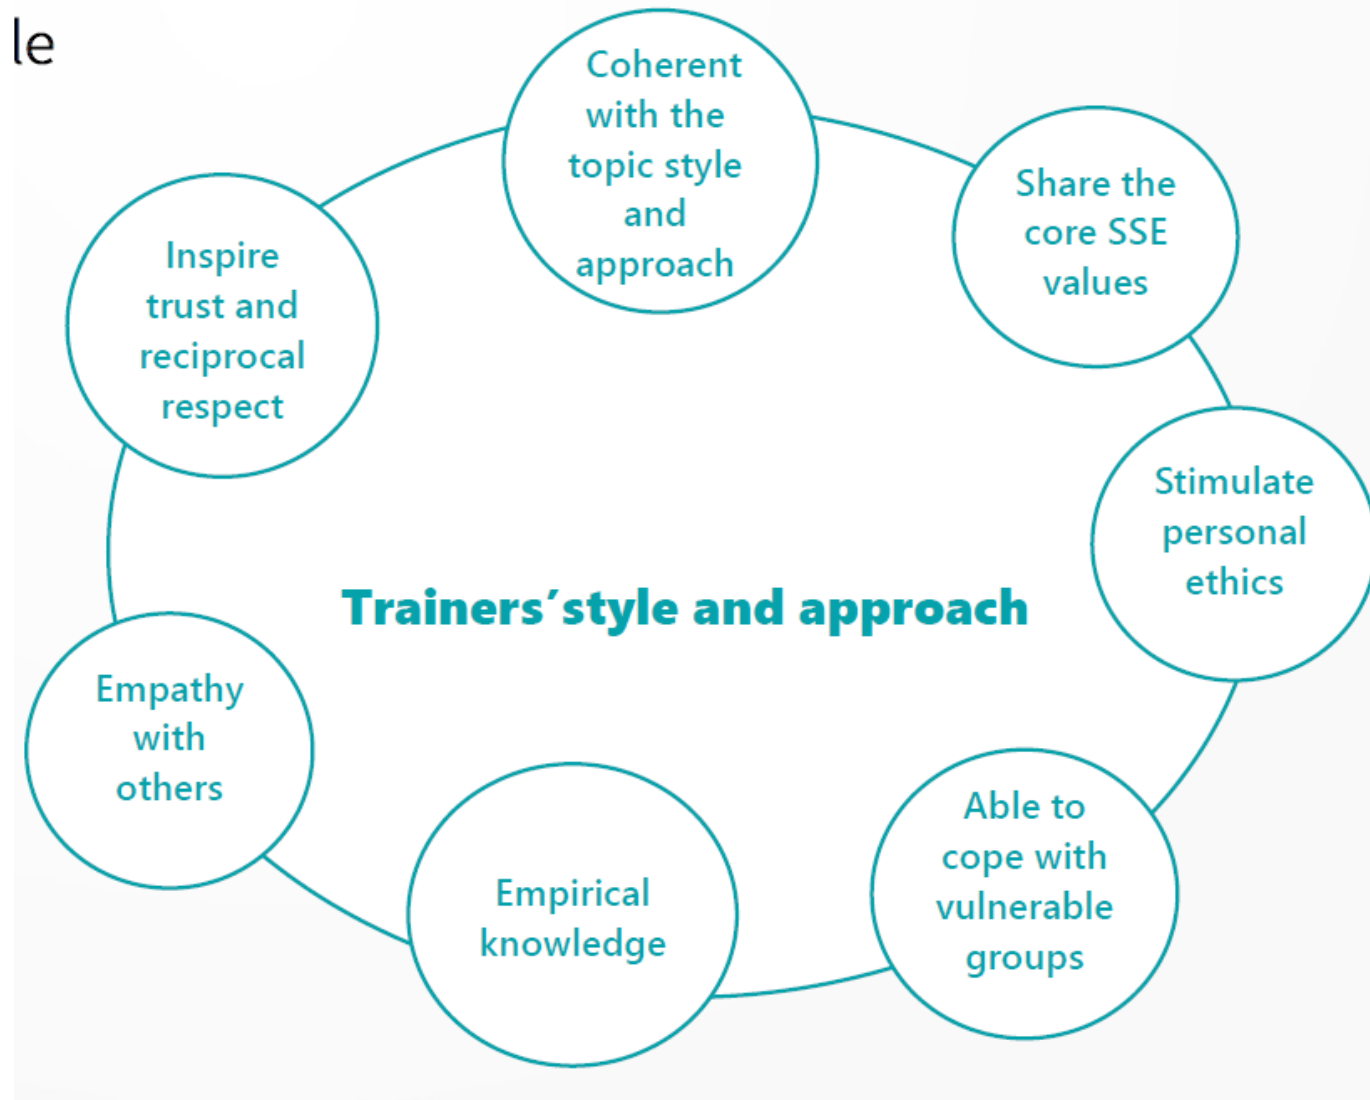 le
Coherent
with the
topic style
and
approach
Share the
core SSE
values
Stimulate
personal
ethics
Able to
cope with
vulnerable
groups
Empirical
knowledge
Empathy
with
others
Inspire
trust and
reciprocal
respect
Trainers´style and approach